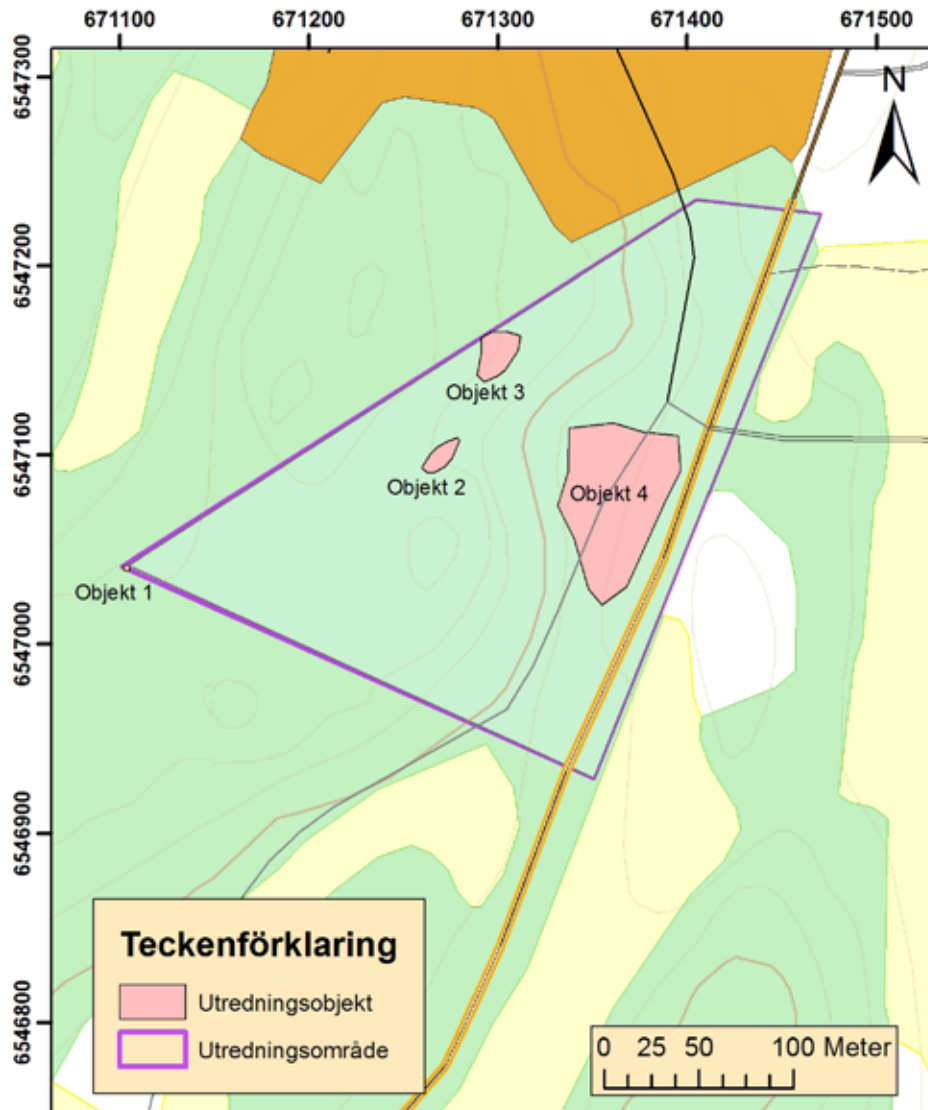 671100 671200 671300 671400 671500
6547300
N
6547200
Objekt 3
6547100
Objekt 2
Objekt 4
Objekt 1
6547000
6546900
Teckenförklaring
Utredningsobjekt
Utredningsområde
6546800
0 25 50 100 Meter